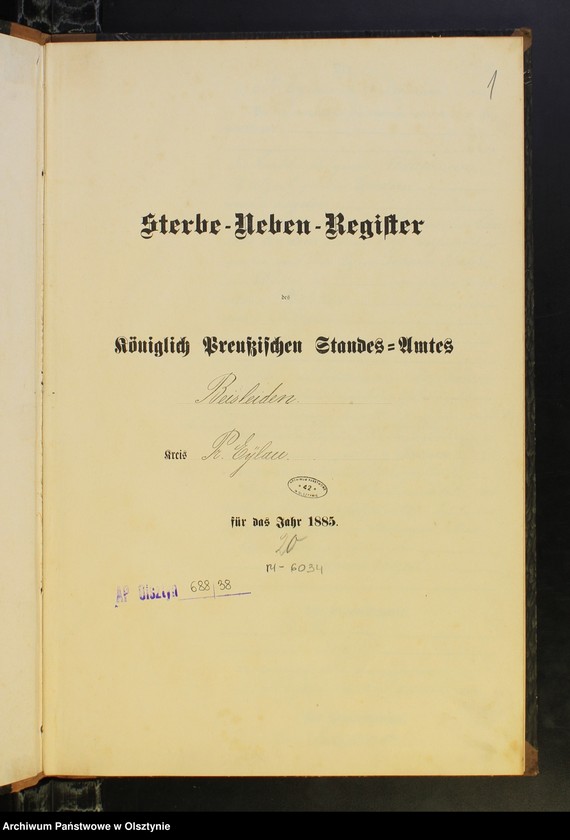 1
Sterbe-Neben-Register
des
Königlich Preußischen Standes-Amtes
Beisleiden.
Kreis Pr. Eylau.
42
für das Jahr 1885.
20
M-6034
AP Olsztyn 688/38
Archiwum Państwowe w Olsztynie